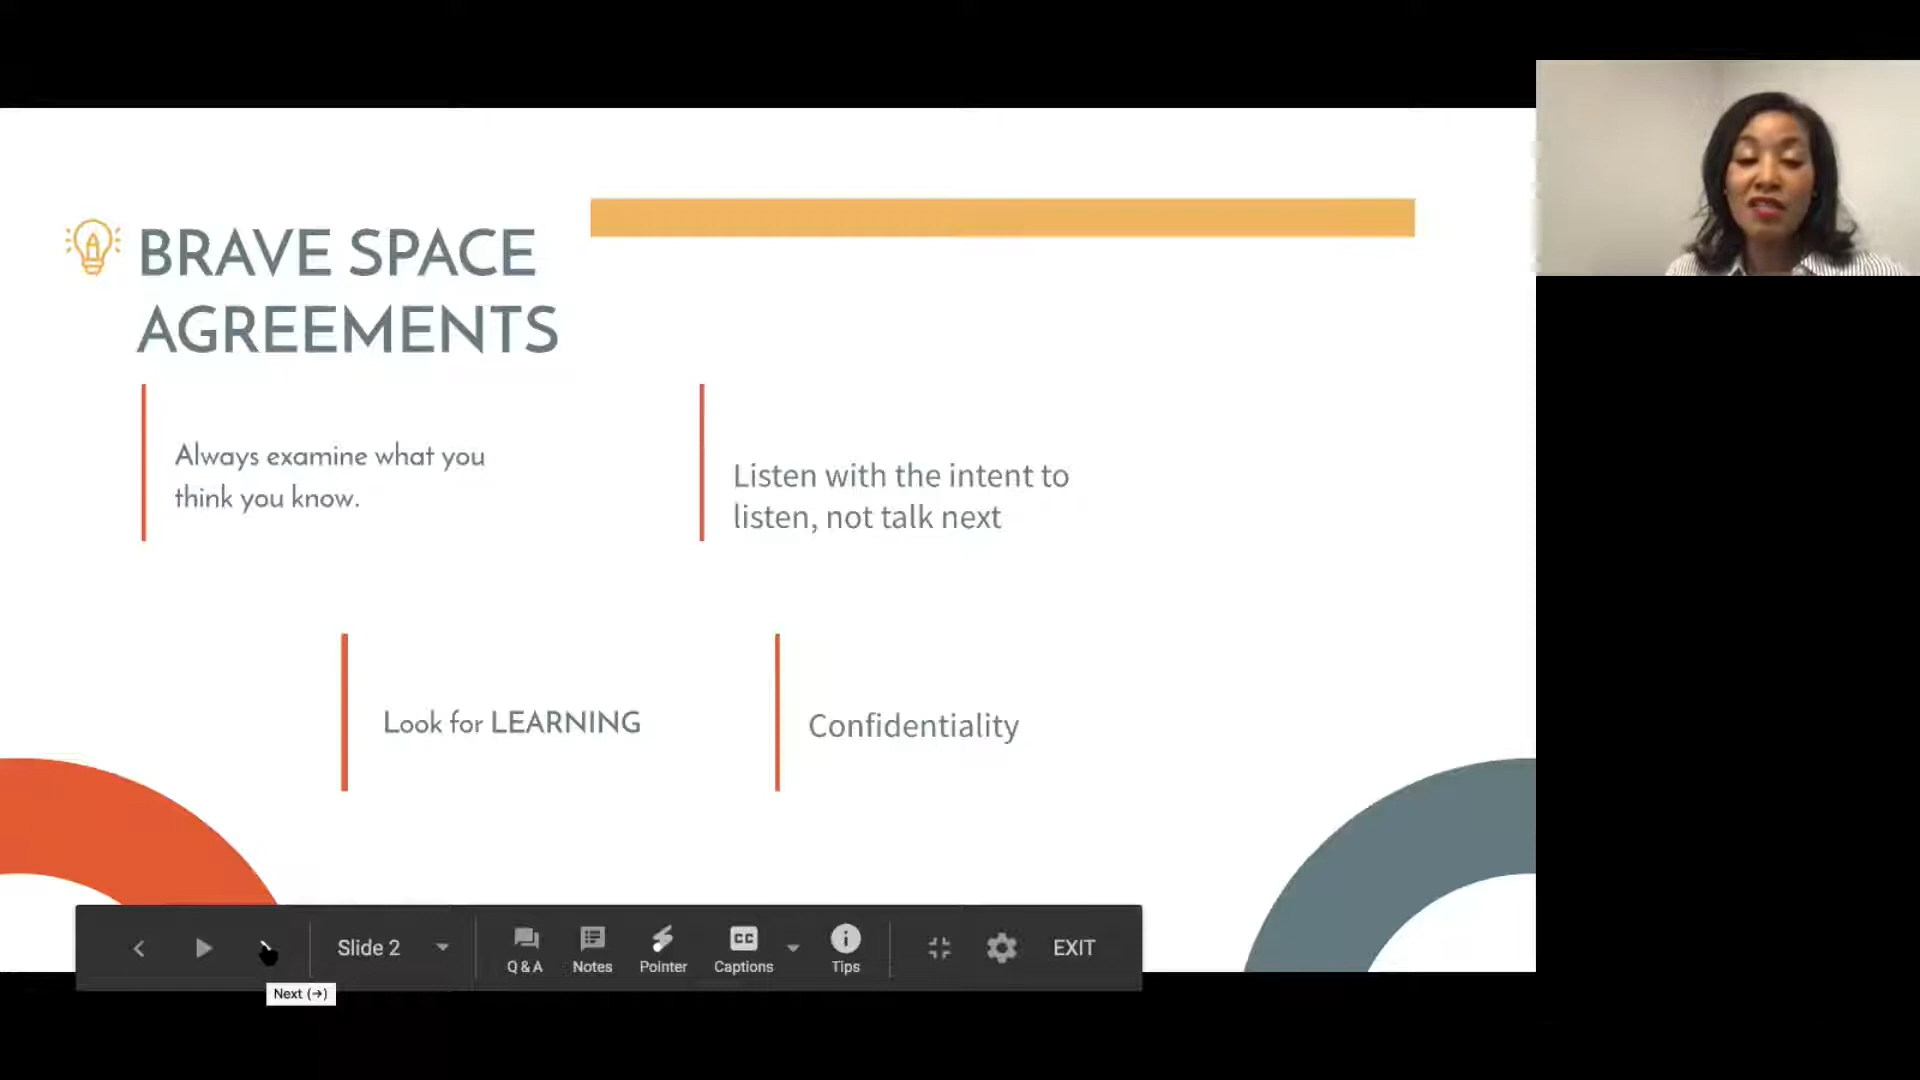 BRAVE SPACE
AGREEMENTS
Always examine what you
think you know.
Listen with the intent to
listen, not talk next
Look for LEARNING
Confidentiality
Slide 2
Q & A
Notes
Pointer
CC
Captions
Tips
EXIT
Next (→)